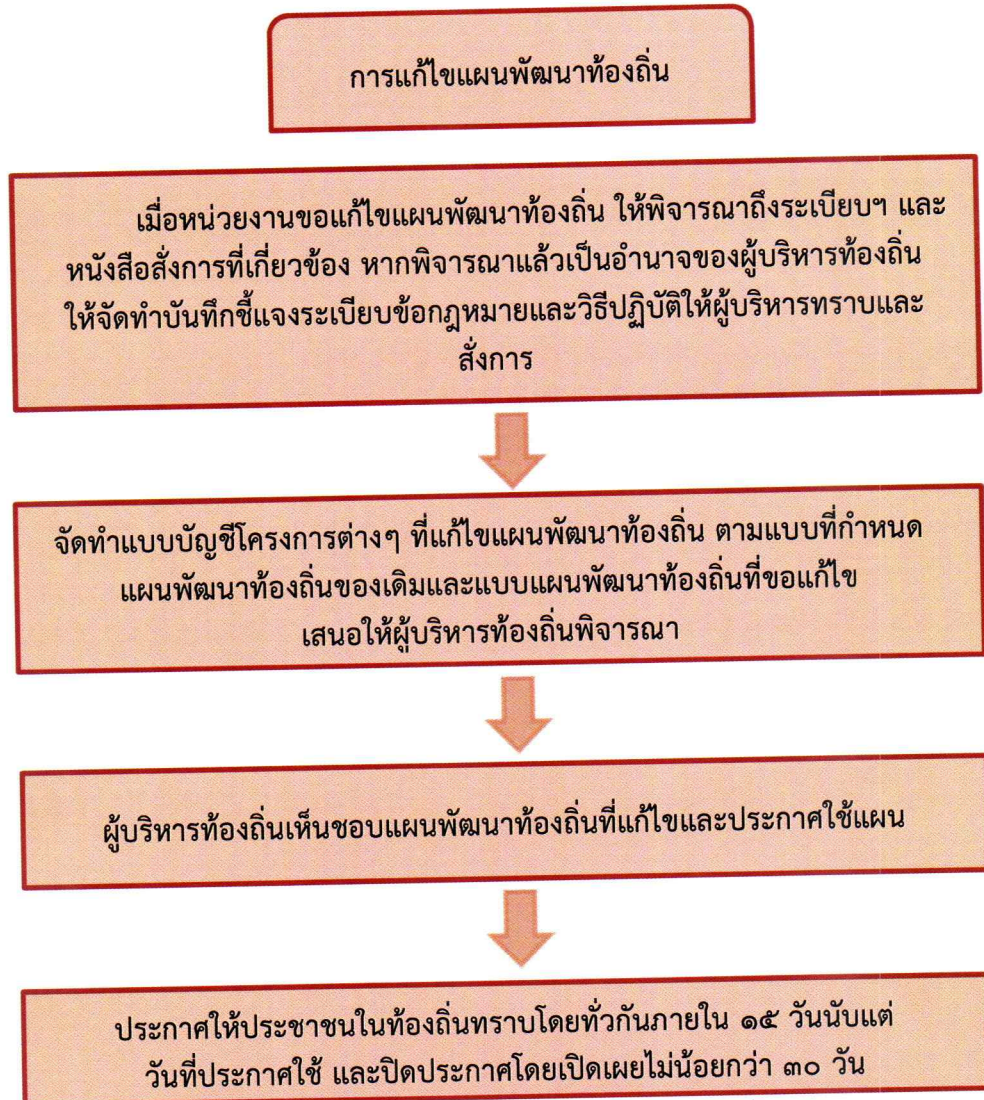 การแก้ไขแผนพัฒนาท้องถิ่น
เมื่อหน่วยงานขอแก้ไขแผนพัฒนาท้องถิ่น ให้พิจารณาถึงระเบียบฯ และ
หนังสือสั่งการที่เกี่ยวข้อง หากพิจารณาแล้วเป็นอำนาจของผู้บริหารท้องถิ่น
ให้จัดทำบันทึกชี้แจงระเบียบข้อกฎหมายและวิธีปฏิบัติให้ผู้บริหารทราบและ
สั่งการ
จัดทำแบบบัญชีโครงการต่างๆ ที่แก้ไขแผนพัฒนาท้องถิ่น ตามแบบที่กำหนด
แผนพัฒนาท้องถิ่นของเดิมและแบบแผนพัฒนาท้องถิ่นที่ขอแก้ไข
เสนอให้ผู้บริหารท้องถิ่นพิจารณา
ผู้บริหารท้องถิ่นเห็นชอบแผนพัฒนาท้องถิ่นที่แก้ไขและประกาศใช้แผน
ประกาศให้ประชาชนในท้องถิ่นทราบโดยทั่วกันภายใน ๑๕ วันนับแต่
วันที่ประกาศใช้ และปิดประกาศโดยเปิดเผยไม่น้อยกว่า ๓๐ วัน